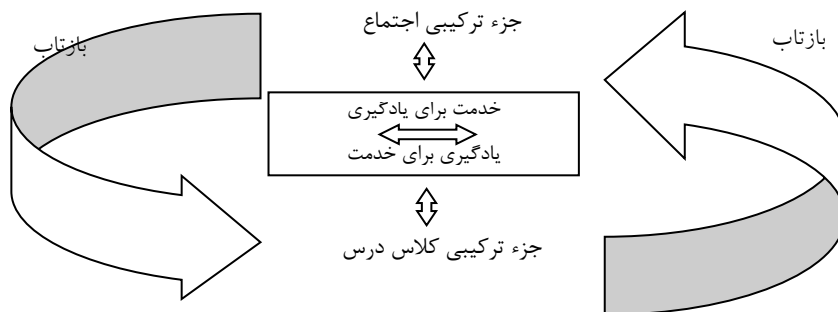 جزء ترکیبی اجتماع
بازتاب
بازتاب
خدمت برای یادگیری
یادگیری برای خدمت
جزء ترکیبی کلاس درس